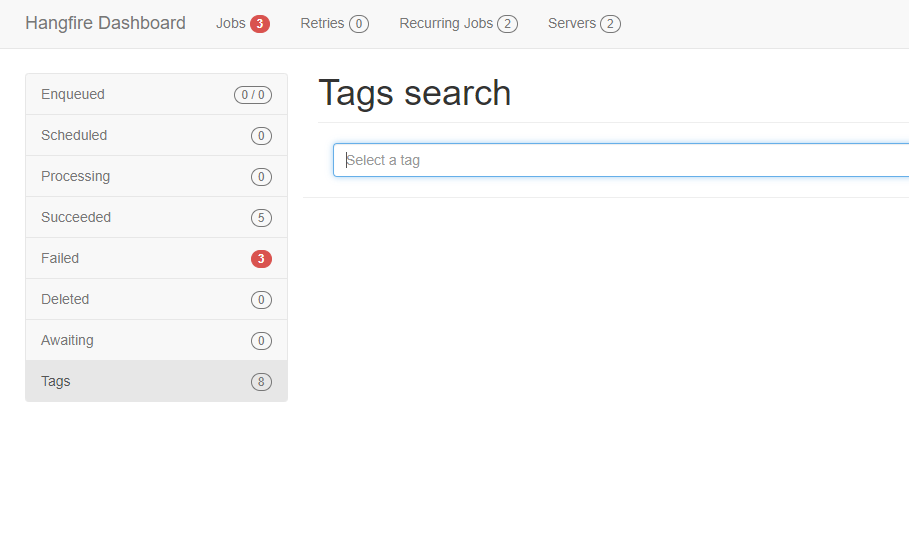 Hangfire Dashboard Jobs 3 Retries 0 Recurring Jobs 2 Servers 2
Enqueued 0 / 0
Scheduled 0
Processing 0
Succeeded 5
Failed 3
Deleted 0
Awaiting 0
Tags 8
Tags search
Select a tag